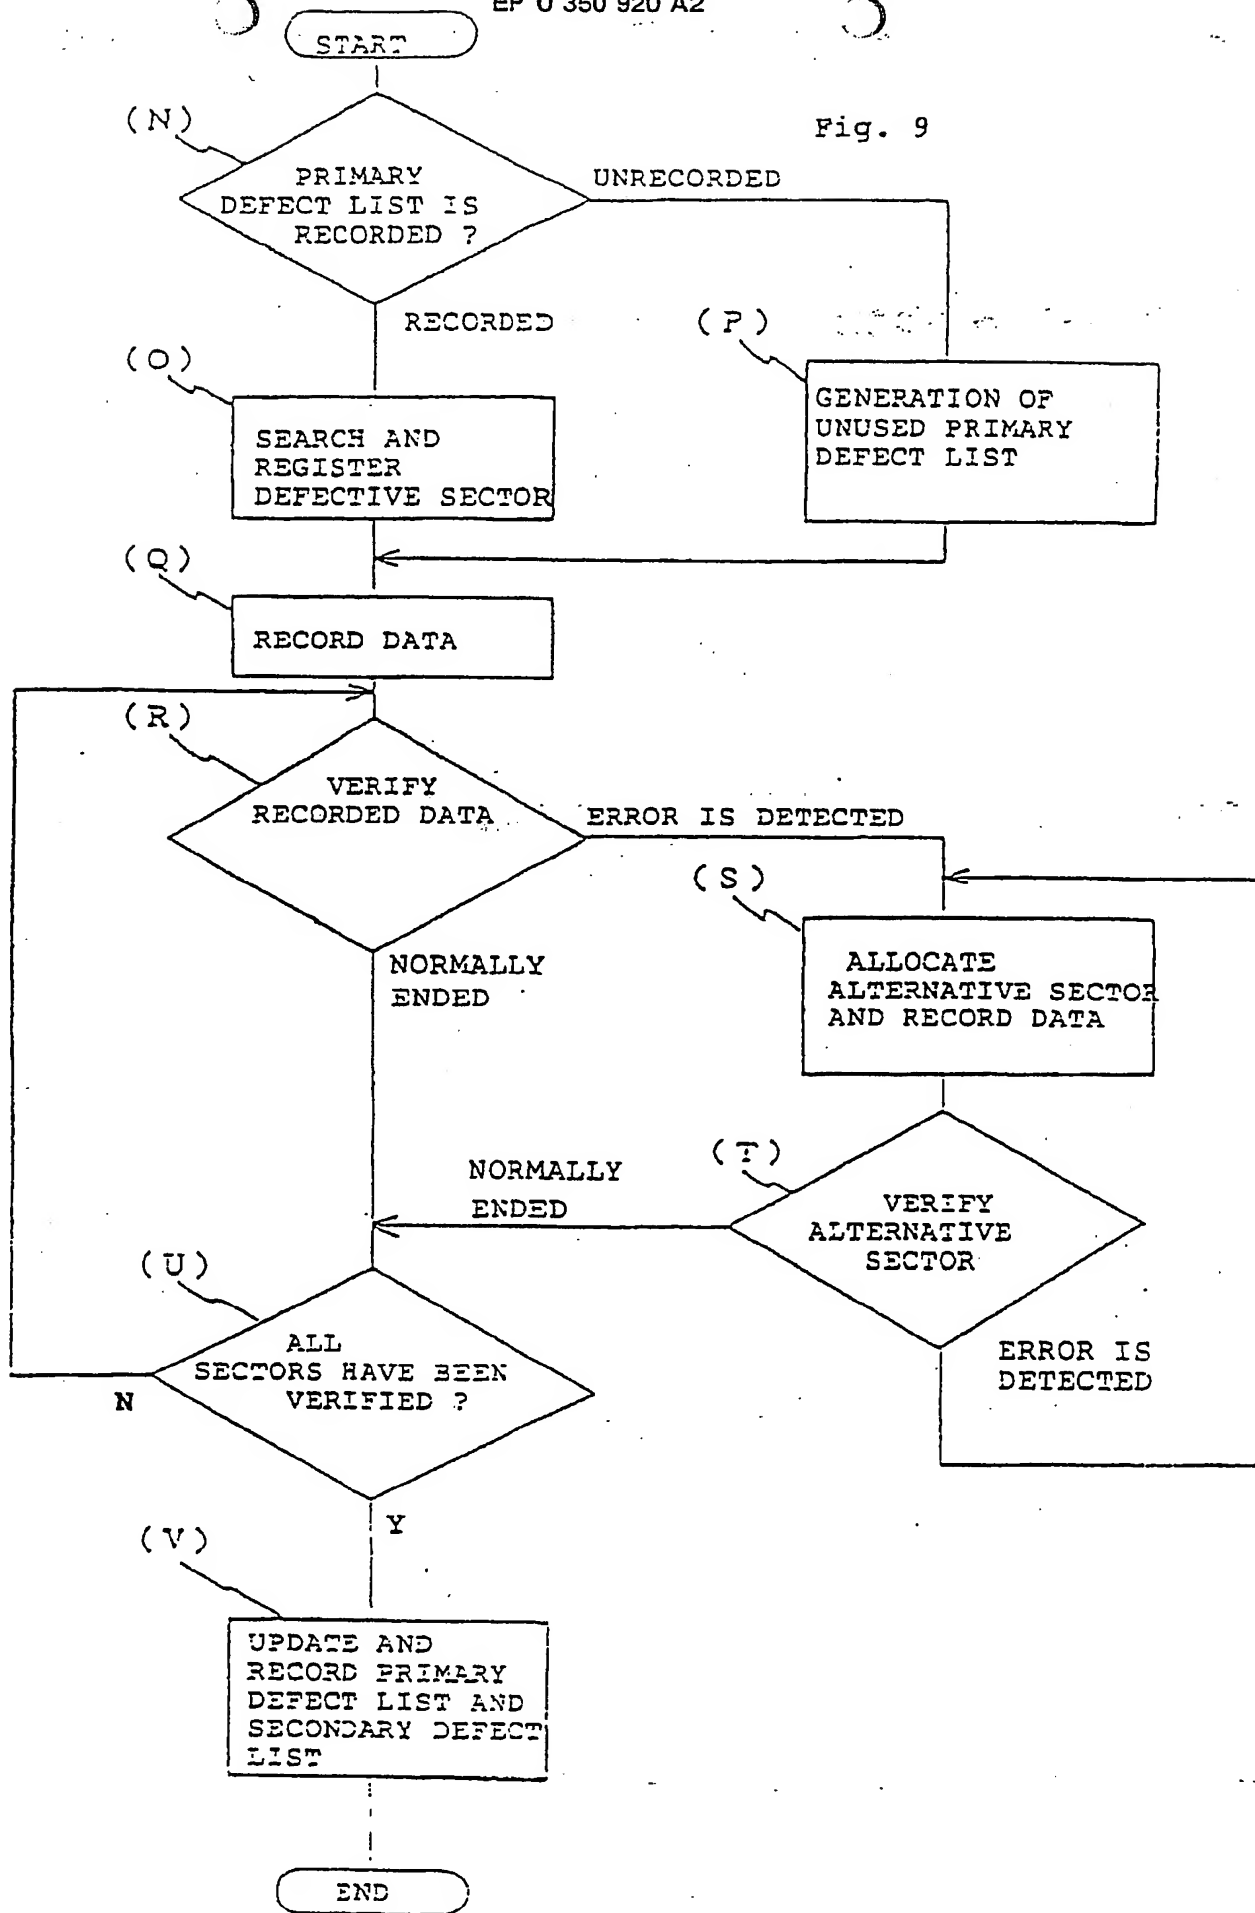 EP 0 350 920 A2
START
(N)
Fig. 9
PRIMARY
DEFECT LIST IS
RECORDED ?
UNRECORDED
RECORDED
(P)
(O)
GENERATION OF
UNUSED PRIMARY
DEFECT LIST
SEARCH AND
REGISTER
DEFECTIVE SECTOR
(Q)
RECORD DATA
(R)
VERIFY
RECORDED DATA
ERROR IS DETECTED
(S)
NORMALLY
ENDED
ALLOCATE
ALTERNATIVE SECTOR
AND RECORD DATA
(T)
NORMALLY
ENDED
VERIFY
ALTERNATIVE
SECTOR
(U)
ALL
SECTORS HAVE BEEN
VERIFIED ?
N
ERROR IS
DETECTED
Y
(V)
UPDATE AND
RECORD PRIMARY
DEFECT LIST AND
SECONDARY DEFECT
LIST
END